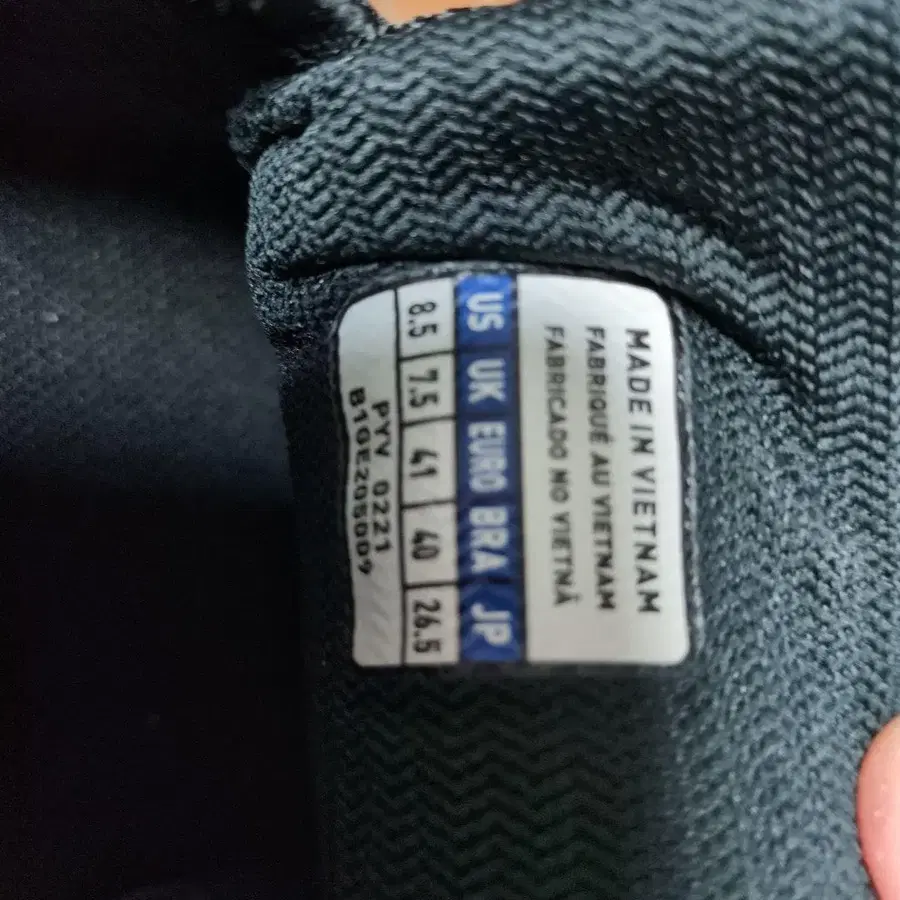 MADE IN VIETNAM
FABRIQUÉ AU VIETNAM
FABRICADO NO VIETNÃ
US UK EURO BRA JP
8.5 7.5 41 40 26.5
PYV 0221
B1GE205009